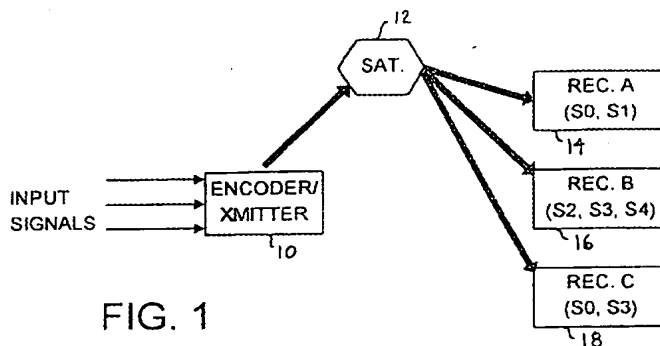 12
SAT.
REC. A
(S0, S1)
14
REC. B
(S2, S3, S4)
16
REC. C
(S0, S3)
18
INPUT
SIGNALS
ENCODER/
XMITTER
10
FIG. 1